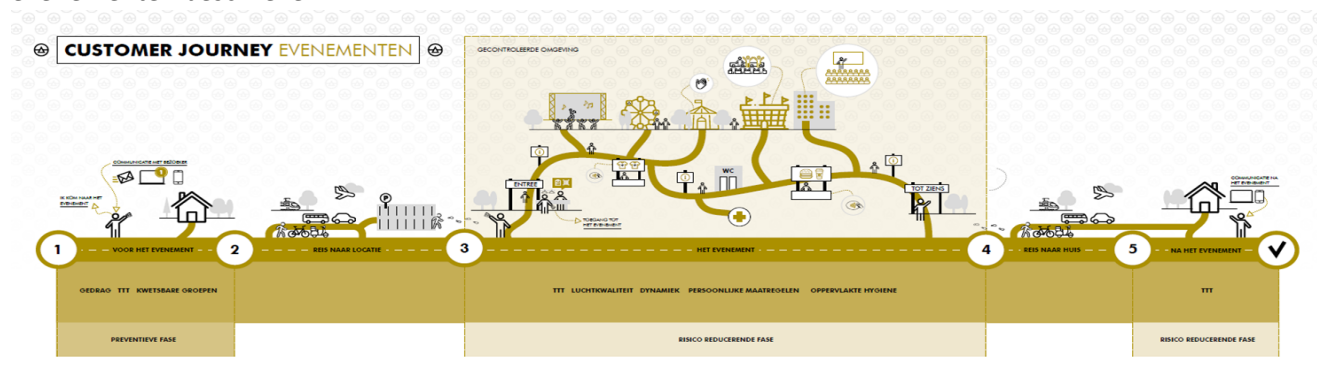 CUSTOMER JOURNEY EVENEMENTEN
GECONTROLEERDE OMGEVING
COMMUNICATIE MET BEZOEKER
1
IK KOM NAAR HET
EVENEMENT
P
ENTREE
TOEGANG TOT
HET EVENEMENT
WC
TOT ZIENS
COMMUNICATIE NA
HET EVENEMENT
1 VOOR HET EVENEMENT 2 REIS NAAR LOCATIE 3 HET EVENEMENT 4 REIS NAAR HUIS 5 NA HET EVENEMENT
GEDRAG TTT KWETSBARE GROEPEN
TTT LUCHTKWALITEIT DYNAMIEK PERSOONLIJKE MAATREGELEN OPPERVLAKTE HYGIENE
TTT
PREVENTIEVE FASE
RISICO REDUCERENDE FASE
RISICO REDUCERENDE FASE